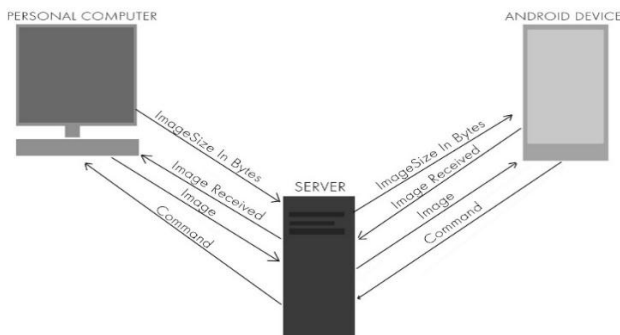 PERSONAL COMPUTER
ANDROID DEVICE
ImageSize In Bytes
Image Received
Image
Command
SERVER
ImageSize In Bytes
Image Received
Image
Command